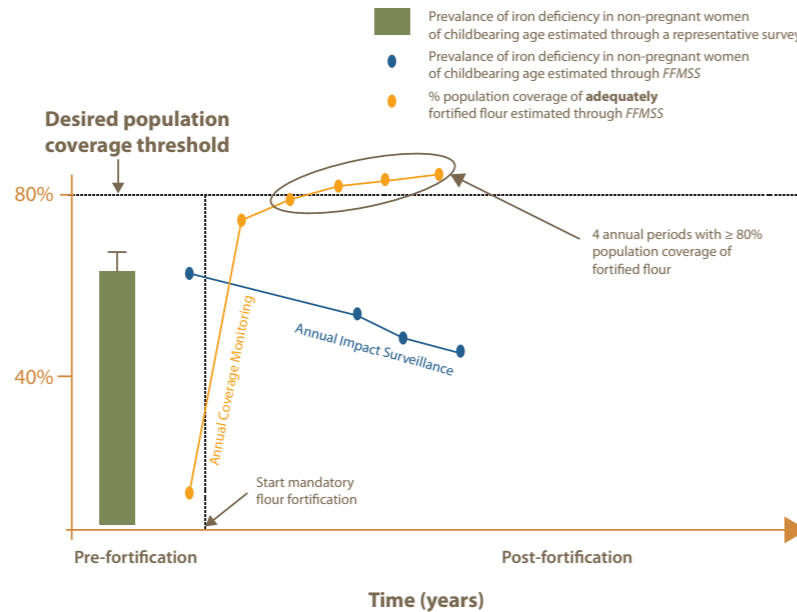 Prevalance of iron deficiency in non-pregnant women
of childbearing age estimated through a representative survey
Prevalance of iron deficiency in non-pregnant women
of childbearing age estimated through FFMSS
% population coverage of adequately
fortified flour estimated through FFMSS
Desired population
coverage threshold
80%
4 annual periods with ≥ 80%
population coverage of
fortified flour
Annual Impact Surveillance
Annual Coverage Monitoring
40%
Start mandatory
flour fortification
Pre-fortification
Post-fortification
Time (years)